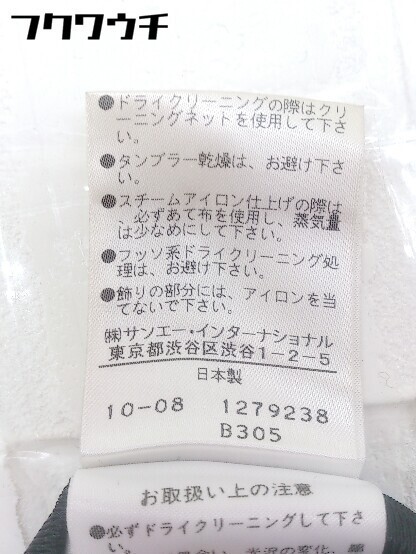 フクワウチ
●ドライクリーニングの際はクリ
ーニングネットを使用して下さ
い。
●タンブラー乾燥は、お避け下さ
い。
●スチームアイロン仕上げの際は
、必ずあて布を使用し、蒸気量
は少なめにして下さい。
●フッソ系ドライクリーニング処
理は、お避け下さい。
●飾りの部分には、アイロンを当
てないで下さい。
㈱サンエー・インターナショナル
東京都渋谷区渋谷1-2-5
日本製
10-08 1279238
B305
お取扱い上の注意
●必ずドライクリーニングして下さ
い。